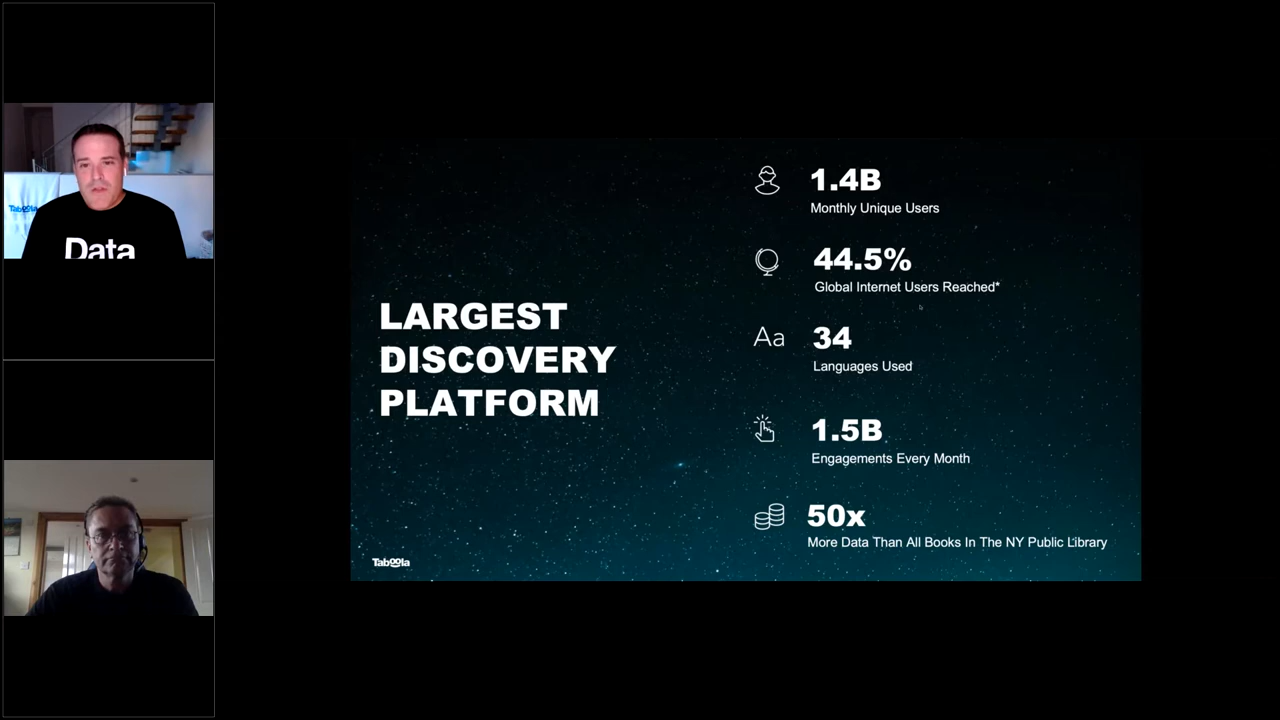 Taboola
Data
LARGEST
DISCOVERY
PLATFORM
1.4B
Monthly Unique Users
44.5%
Global Internet Users Reached*
Aa
34
Languages Used
1.5B
Engagements Every Month
50x
More Data Than All Books In The NY Public Library
Taboola